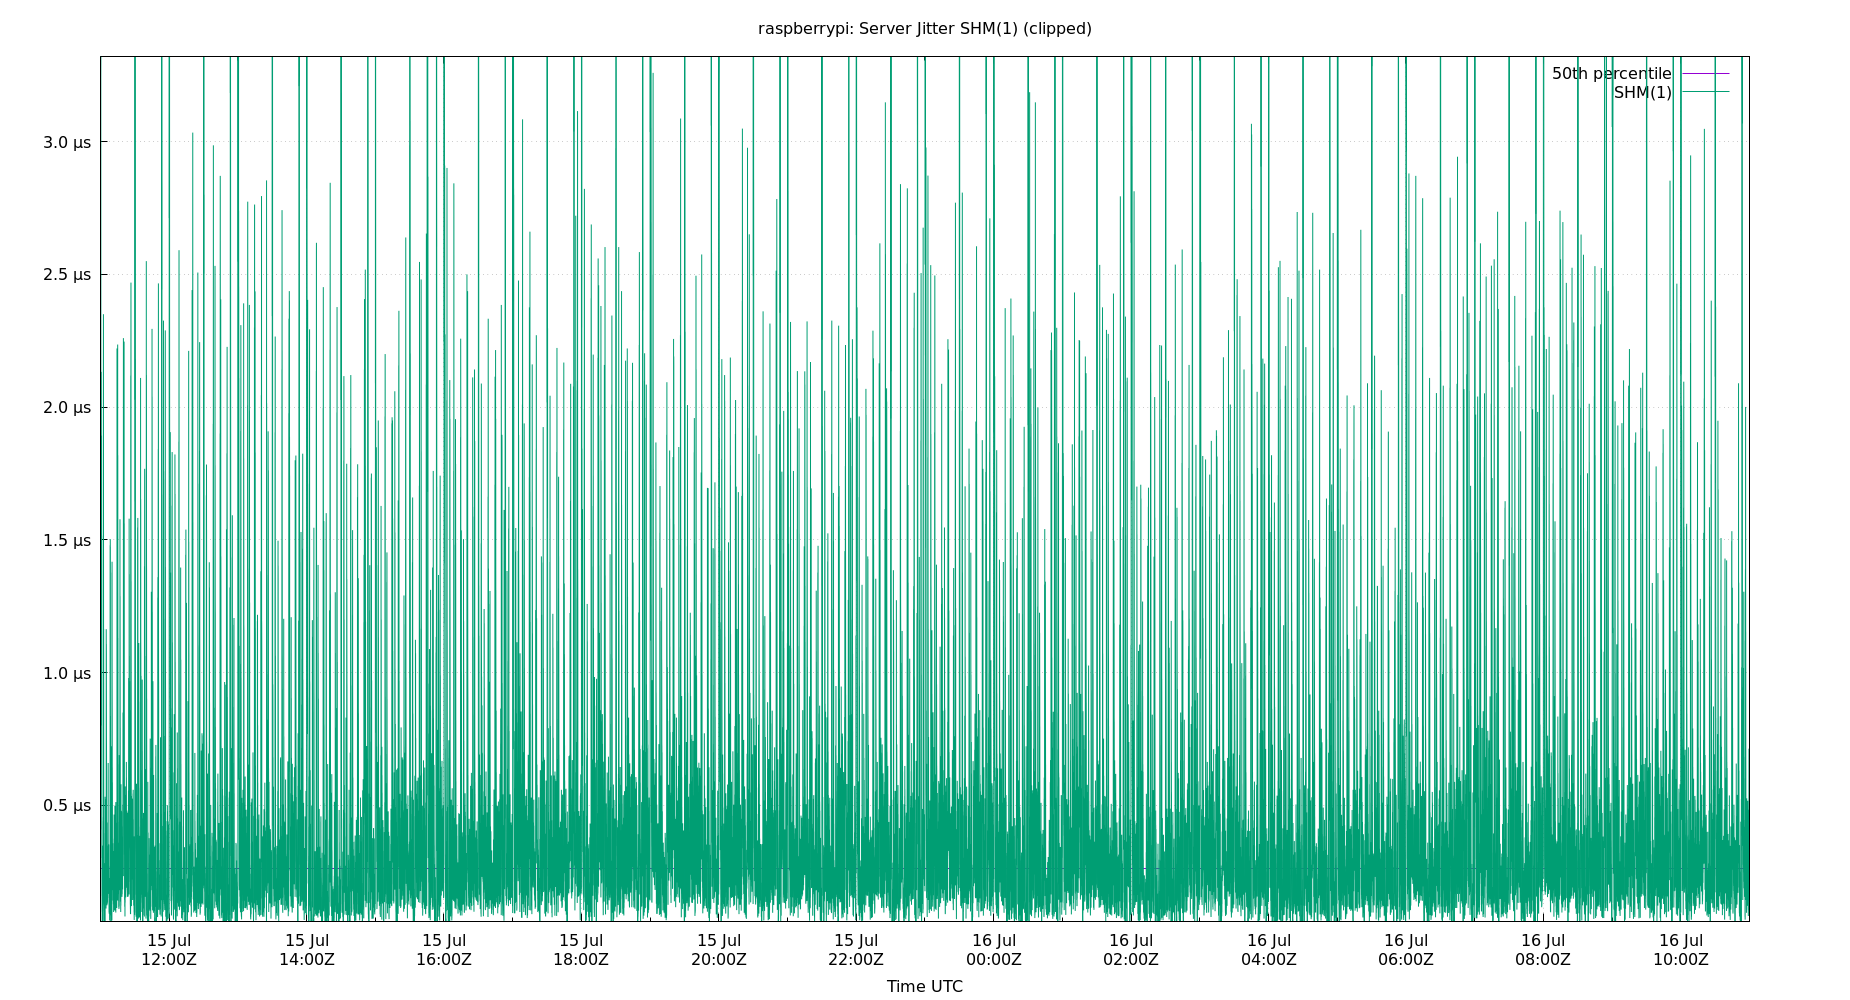 raspberrypi: Server Jitter SHM(1) (clipped)
50th percentile
SHM(1)
3.0 µs
2.5 µs
2.0 µs
1.5 µs
1.0 µs
0.5 µs
15 Jul 15 Jul 15 Jul 15 Jul 15 Jul 15 Jul 16 Jul 16 Jul 16 Jul 16 Jul 16 Jul 16 Jul
12:00Z 14:00Z 16:00Z 18:00Z 20:00Z 22:00Z 00:00Z 02:00Z 04:00Z 06:00Z 08:00Z 10:00Z
Time UTC